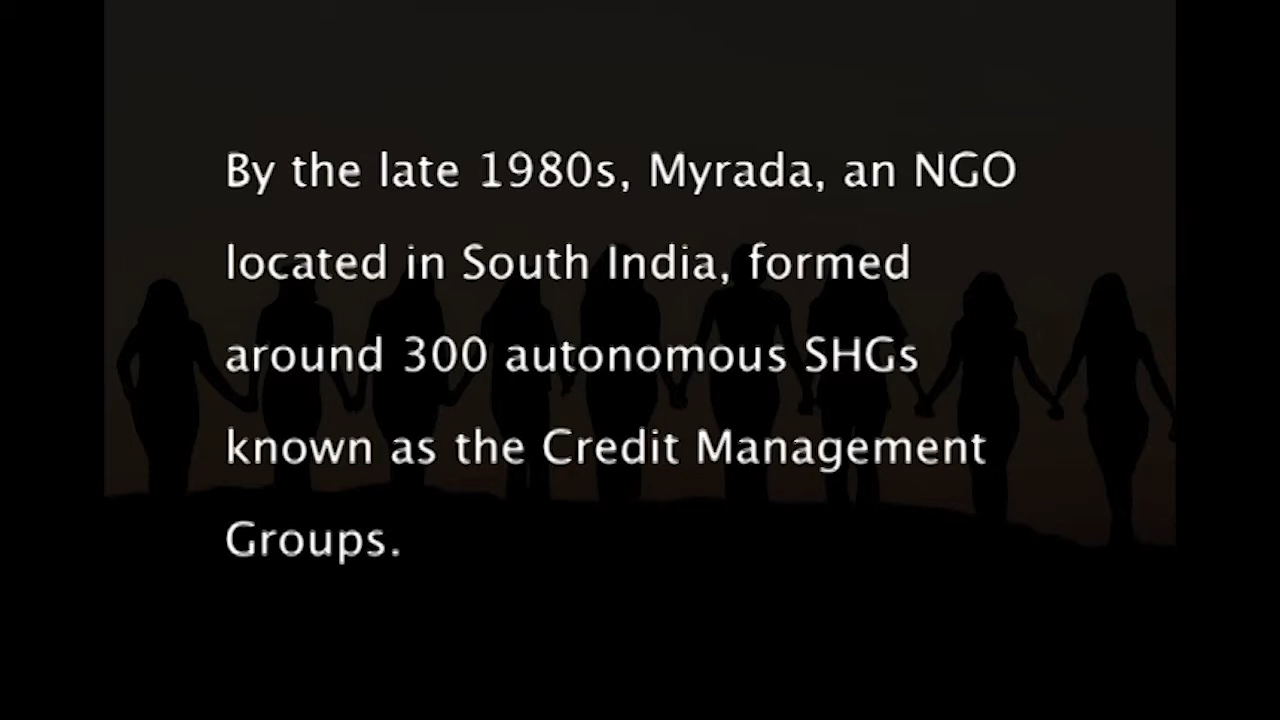 By the late 1980s, Myrada, an NGO
located in South India, formed
around 300 autonomous SHGs
known as the Credit Management
Groups.